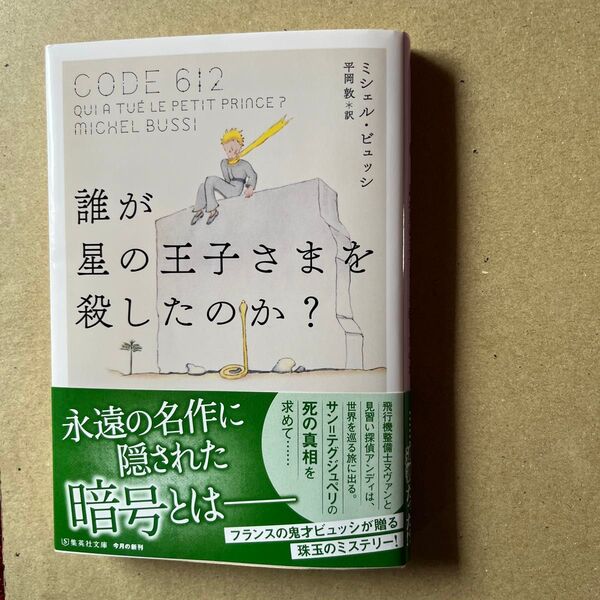 CODE 612
QUI A TUÉ LE PETIT PRINCE?
MICHEL BUSSI
ミシェル・ビュッシ
平岡敦*訳
誰が
星の王子さまを
殺したのか?
永遠の名作に
隠された
暗号とは——
飛行機整備士ヌヴァンと
見習い探偵アンディは、
世界を巡る旅に出る。
サン=テグジュペリの
死の真相を
求めて……
フランスの鬼才ビュッシが贈る
珠玉のミステリー!
集英社文庫 今月の新刊